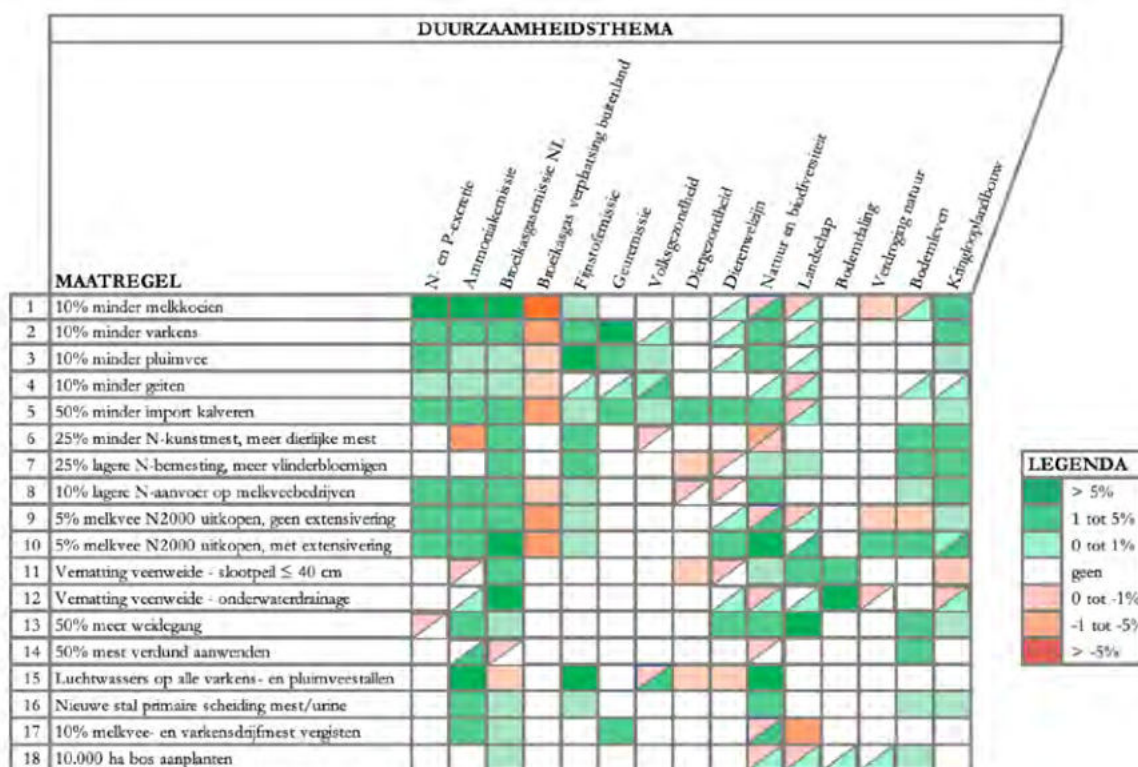 DUURZAAMHEIDSTHEMA
N- en P-excretie
Ammoniakemissie
Broeikasgasemissie NL
Broeikasgas verplaatsing buitenland
Fijnstofemissie
Geuremissie
Volksgezondheid
Diergezondheid
Dierenwelzijn
Natuur en biodiversiteit
Landschap
Bodemdaling
Verdroging natuur
Bodemleven
Kringlooplandbouw
MAATREGEL
1 10% minder melkkoeien
2 10% minder varkens
3 10% minder pluimvee
4 10% minder geiten
5 50% minder import kalveren
6 25% minder N-kunstmest, meer dierlijke mest
7 25% lagere N-bemesting, meer vlinderbloemigen
8 10% lagere N-aanvoer op melkveebedrijven
9 5% melkvee N2000 uitkopen, geen extensivering
10 5% melkvee N2000 uitkopen, met extensivering
11 Vernatting veenweide - slootpeil ≤ 40 cm
12 Vernatting veenweide - onderwaterdrainage
13 50% meer weidegang
14 50% mest verdund aanwenden
15 Luchtwassers op alle varkens- en pluimveestallen
16 Nieuwe stal primaire scheiding mest/urine
17 10% melkvee- en varkensdrijfmest vergisten
18 10.000 ha bos aanplanten
LEGENDA
> 5%
1 tot 5%
0 tot 1%
geen
0 tot -1%
-1 tot -5%
> -5%